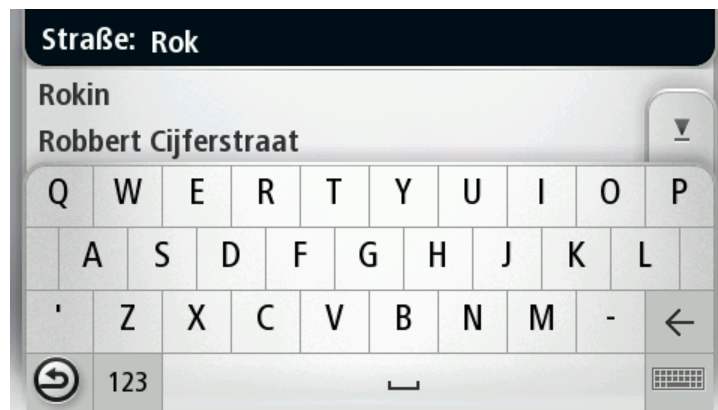 Straße: Rok
Rokin
Robbert Cijferstraat
Q W E R T Y U I O P
A S D F G H J K L
' Z X C V B N M -
123